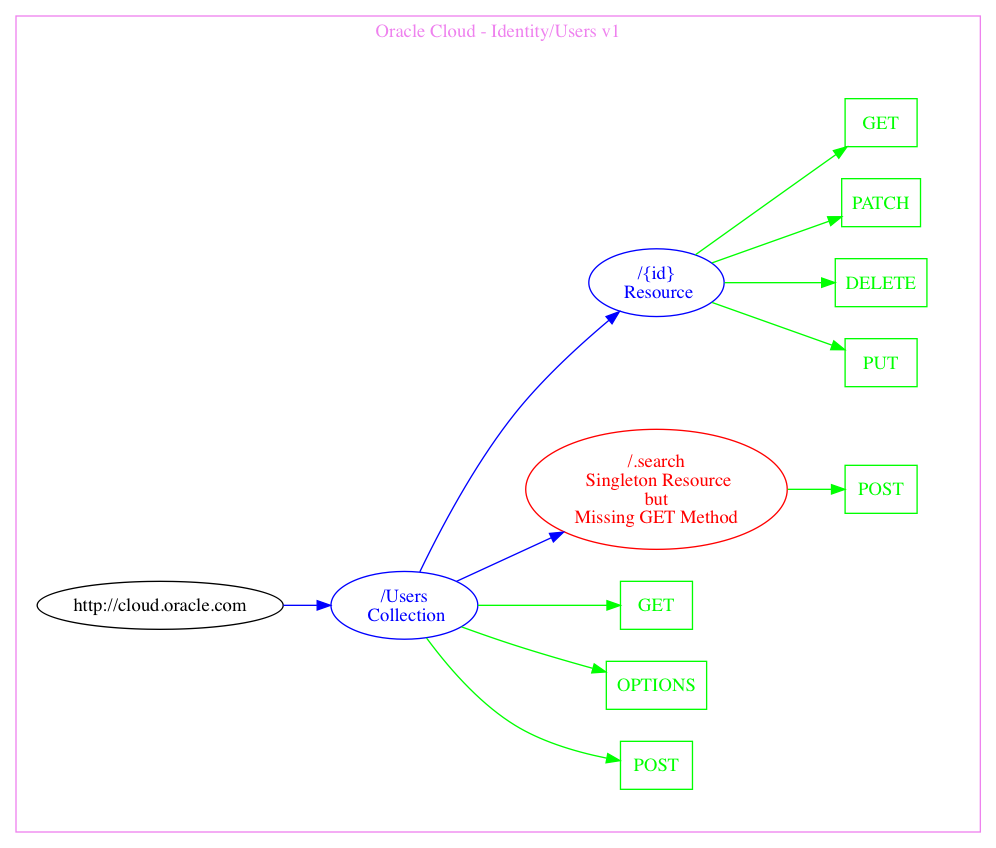 Oracle Cloud - Identity/Users v1
GET
PATCH
/{id}
Resource
DELETE
PUT
/.search
Singleton Resource
but
Missing GET Method
POST
http://cloud.oracle.com
/Users
Collection
GET
OPTIONS
POST